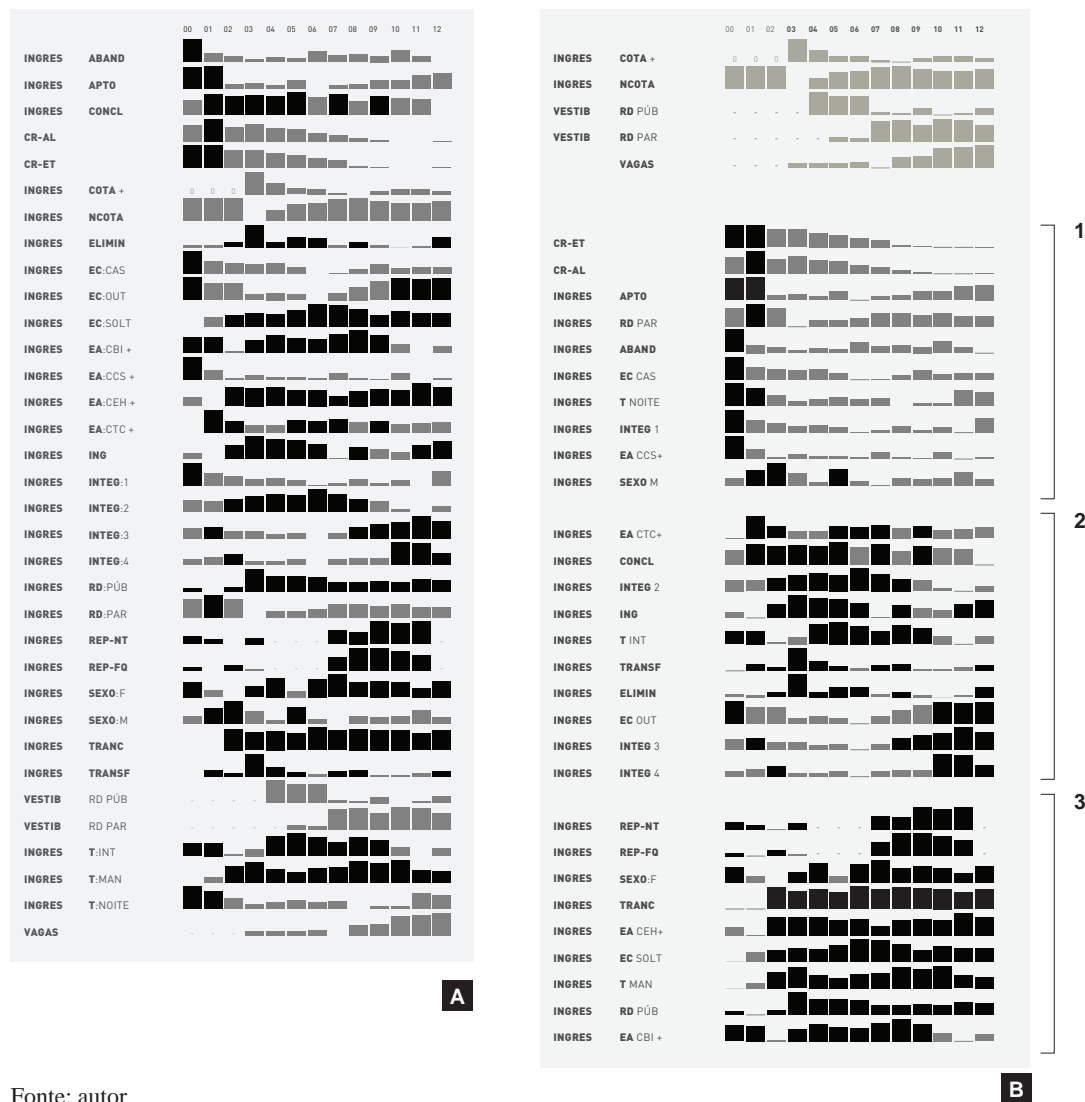 00 01 02 03 04 05 06 07 08 09 10 11 12
INGRES ABAND
INGRES APTO
INGRES CONCL
CR-AL
CR-ET
INGRES COTA + 0 0 0
INGRES NCOTA
INGRES ELIMIN
INGRES EC:CAS
INGRES EC:OUT
INGRES EC:SOLT
INGRES EA:CBI +
INGRES EA:CCS +
INGRES EA:CEH +
INGRES EA:CTC +
INGRES ING
INGRES INTEG:1
INGRES INTEG:2
INGRES INTEG:3
INGRES INTEG:4
INGRES RD:PÚB
INGRES RD:PAR
INGRES REP-NT - - -
INGRES REP-FQ - - - -
INGRES SEXO:F
INGRES SEXO:M
INGRES TRANC
INGRES TRANSF
VESTIB RD PÚB - - - -
VESTIB RD PAR - - - - -
INGRES T:INT
INGRES T:MAN
INGRES T:NOITE
VAGAS - - -
A
00 01 02 03 04 05 06 07 08 09 10 11 12
INGRES COTA + 0 0 0
INGRES NCOTA
VESTIB RD PÚB - - - -
VESTIB RD PAR - - - - -
VAGAS - - -
1
CR-ET
CR-AL
INGRES APTO
INGRES RD PAR
INGRES ABAND
INGRES EC CAS
INGRES T NOITE
INGRES INTEG 1
INGRES EA CCS+
INGRES SEXO M
2
INGRES EA CTC+
INGRES CONCL
INGRES INTEG 2
INGRES ING
INGRES T INT
INGRES TRANSF
INGRES ELIMIN
INGRES EC OUT
INGRES INTEG 3
INGRES INTEG 4
3
INGRES REP-NT - - - -
INGRES REP-FQ - - - -
INGRES SEXO:F
INGRES TRANC
INGRES EA CEH+
INGRES EC SOLT
INGRES T MAN
INGRES RD PÚB
INGRES EA CBI +
B
Fonte: autor